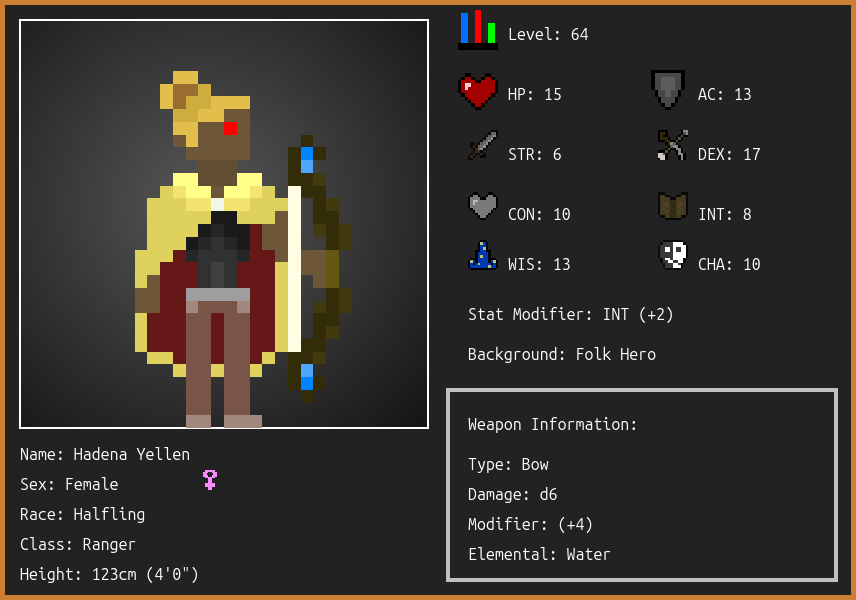 Level: 64
HP: 15
AC: 13
STR: 6
DEX: 17
CON: 10
INT: 8
WIS: 13
CHA: 10
Stat Modifier: INT (+2)
Background: Folk Hero
Weapon Information:
Type: Bow
Damage: d6
Modifier: (+4)
Elemental: Water
Name: Hadena Yellen
Sex: Female
Race: Halfling
Class: Ranger
Height: 123cm (4'0")